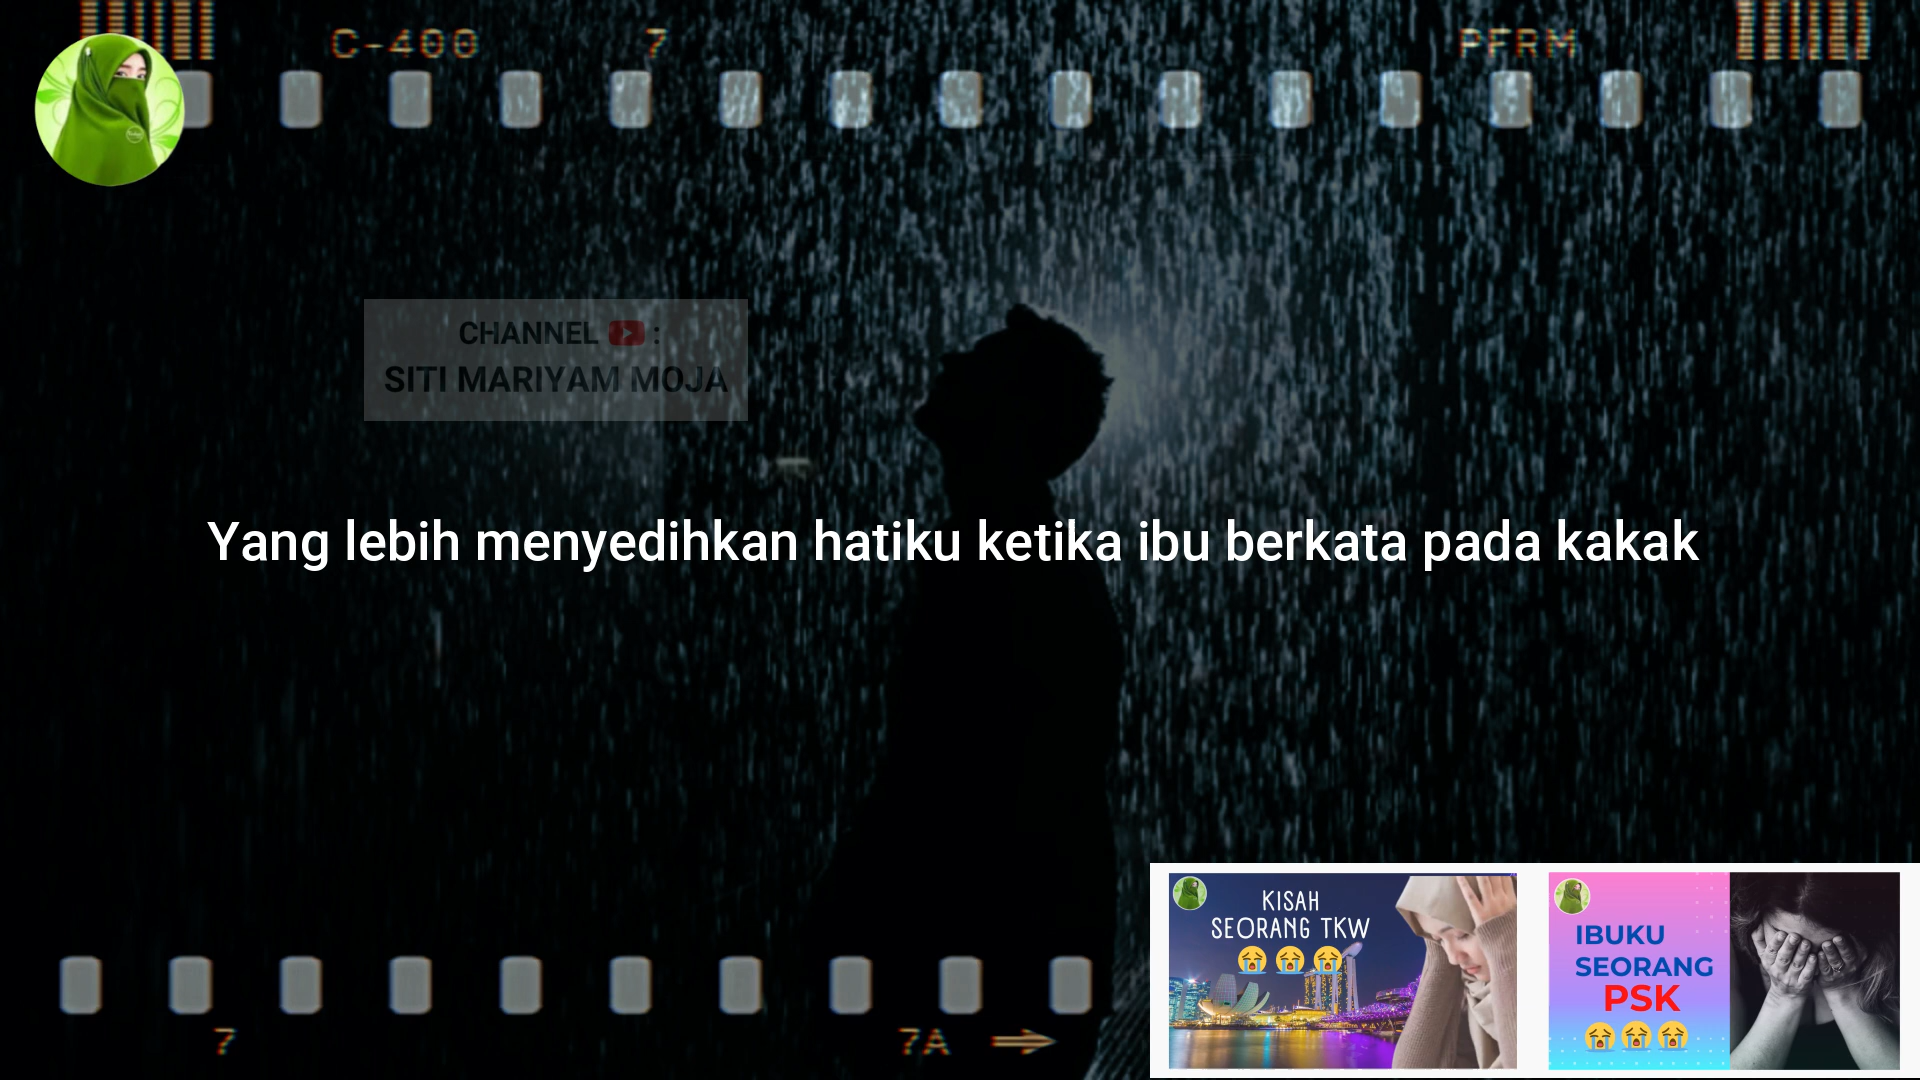 C-400 7 PFRM
CHANNEL :
SITI MARIYAM MOJA
Yang lebih menyedihkan hatiku ketika ibu berkata pada kakak
KISAH
SEORANG TKW
IBUKU
SEORANG
PSK
7 7A